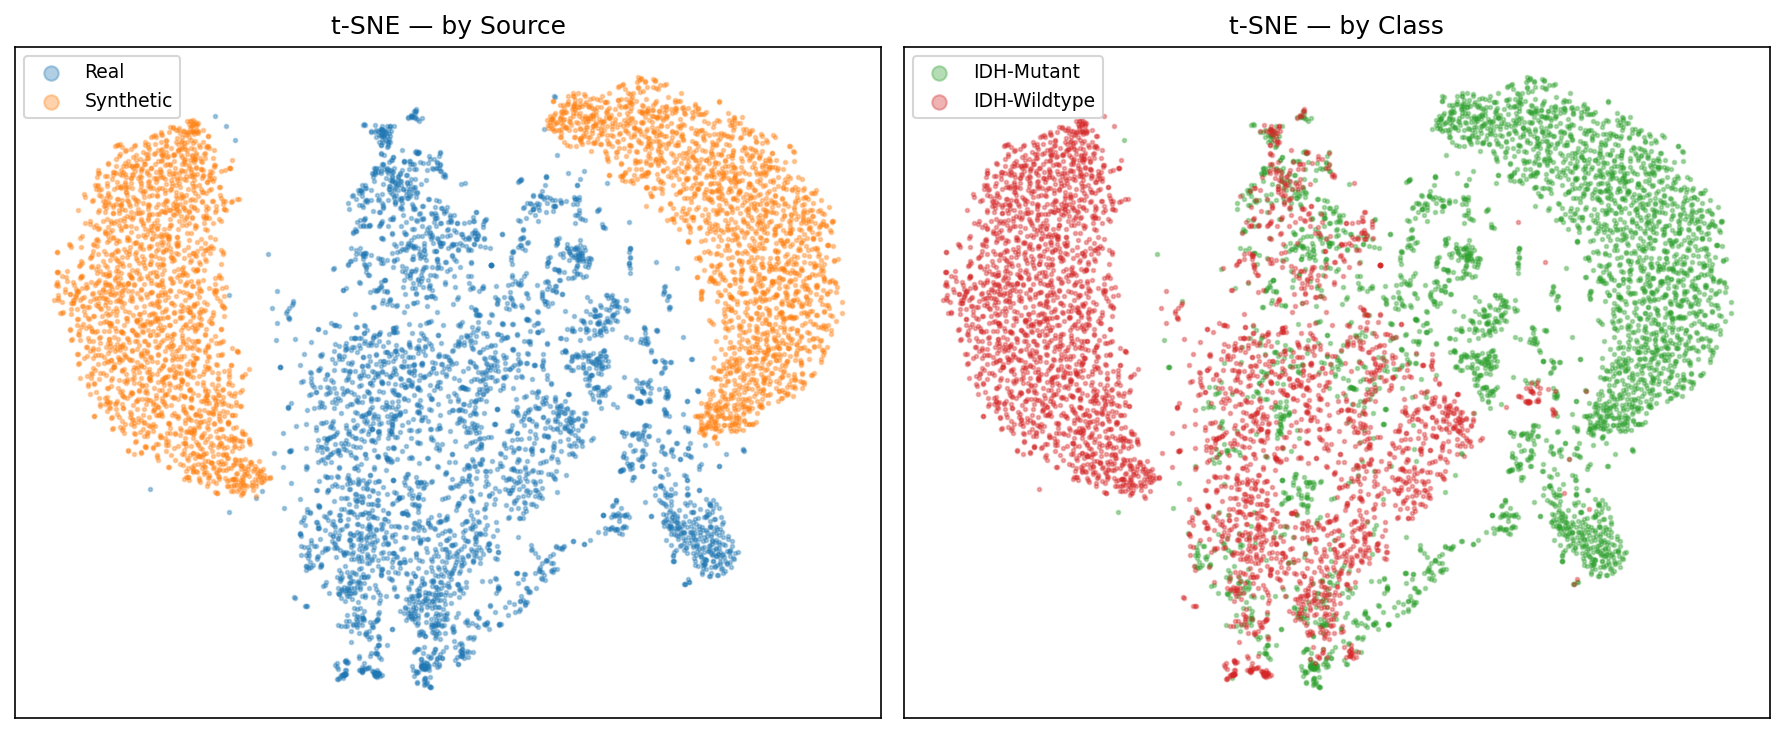 t-SNE — by Source
Real
Synthetic
t-SNE — by Class
IDH-Mutant
IDH-Wildtype